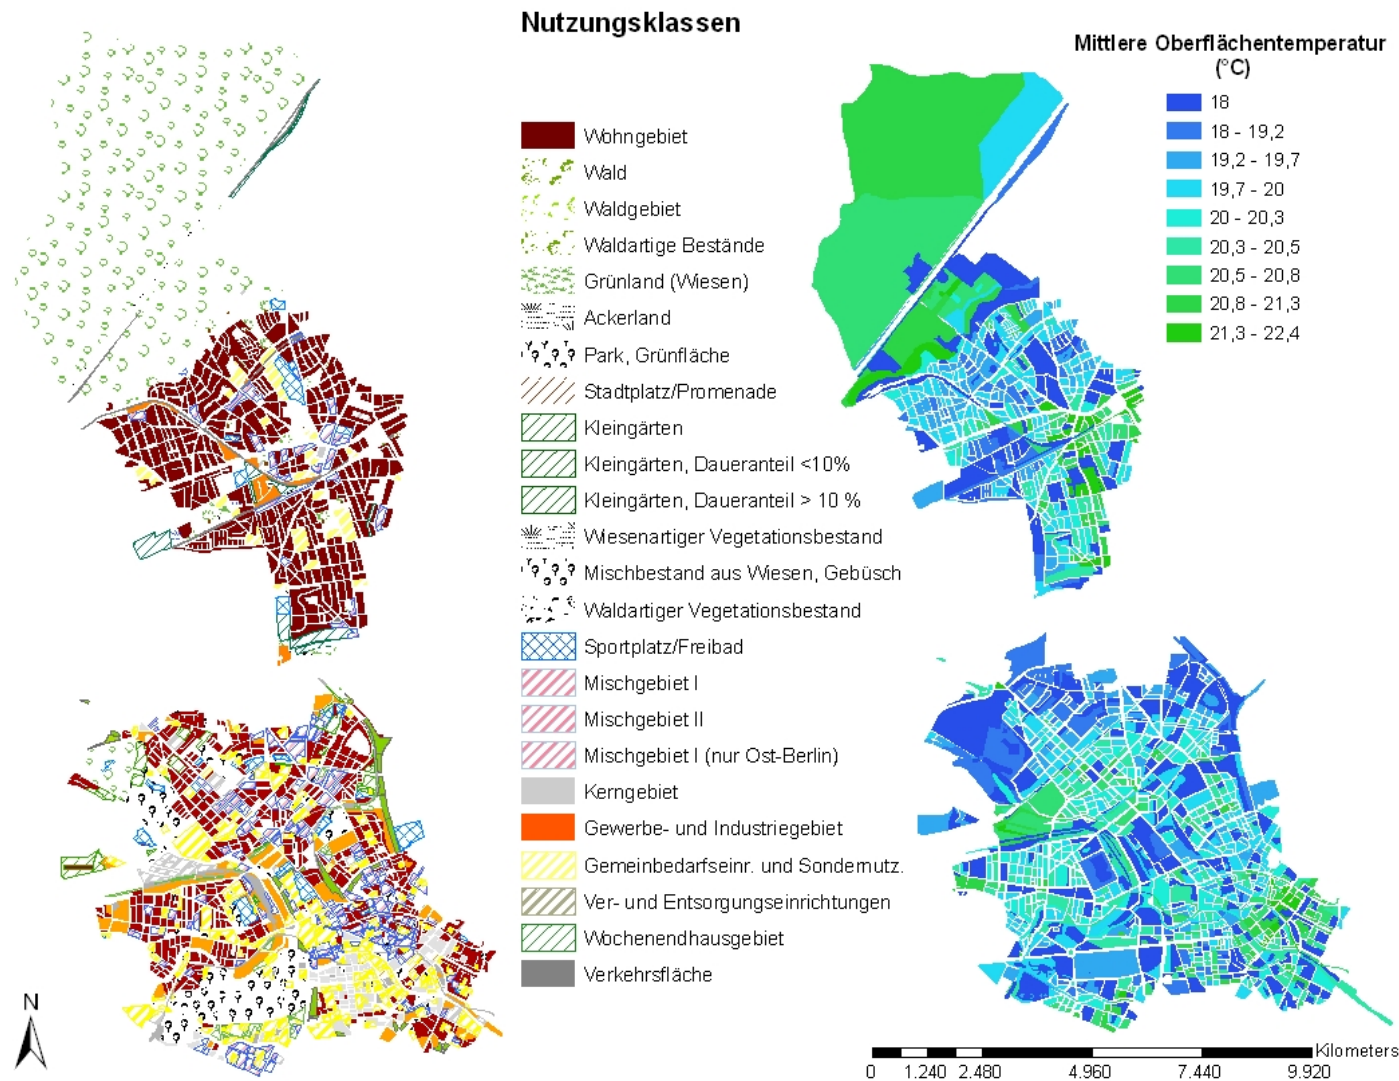 Nutzungsklassen
Wohngebiet
Wald
Waldgebiet
Waldartige Bestände
Grünland (Wiesen)
Ackerland
Park, Grünfläche
Stadtplatz/Promenade
Kleingärten
Kleingärten, Daueranteil <10%
Kleingärten, Daueranteil > 10 %
Wiesenartiger Vegetationsbestand
Mischbestand aus Wiesen, Gebüsch
Waldartiger Vegetationsbestand
Sportplatz/Freibad
Mischgebiet I
Mischgebiet II
Mischgebiet I (nur Ost-Berlin)
Kerngebiet
Gewerbe- und Industriegebiet
Gemeinbedarfseinr. und Sondernutz.
Ver- und Entsorgungseinrichtungen
Wochenendhausgebiet
Verkehrsfläche
Mittlere Oberflächentemperatur
(°C)
18
18 - 19,2
19,2 - 19,7
19,7 - 20
20 - 20,3
20,3 - 20,5
20,5 - 20,8
20,8 - 21,3
21,3 - 22,4
N
Kilometers
0 1.240 2.480 4.960 7.440 9.920